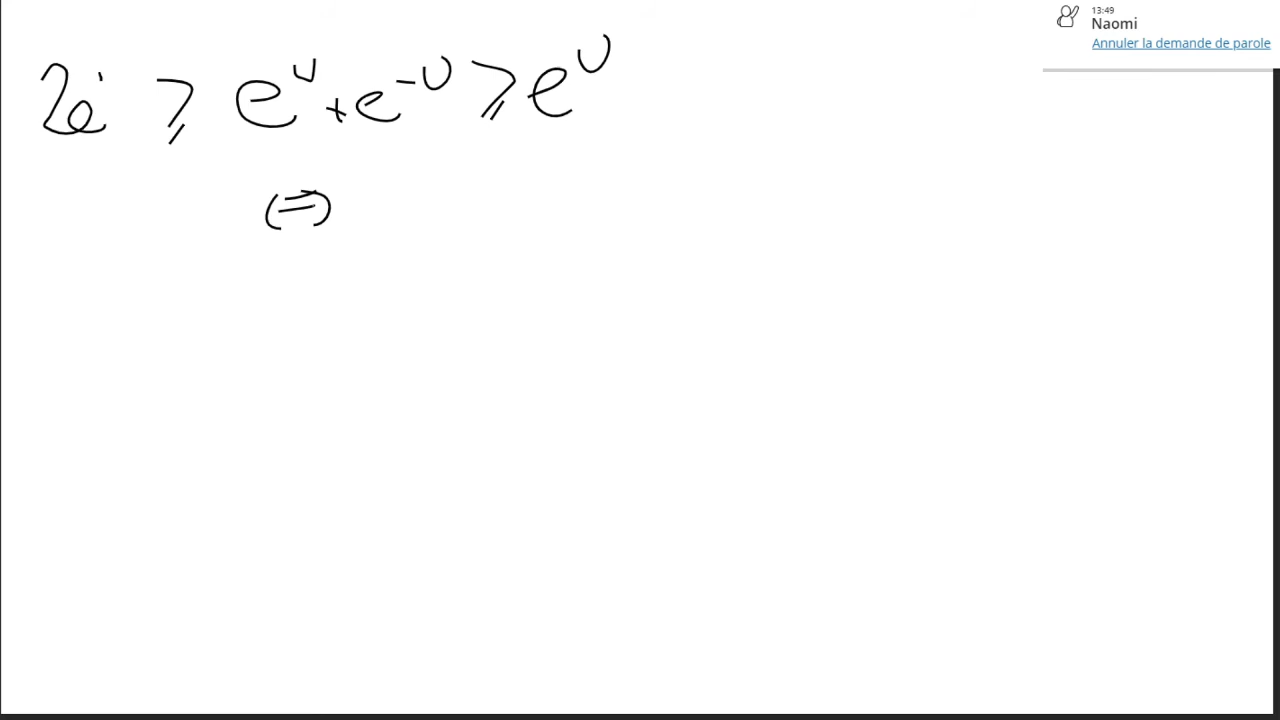 2e^u ⩾ e^u + e^-u ⩾ e^u
(=)
13:49
Naomi
Annuler la demande de parole